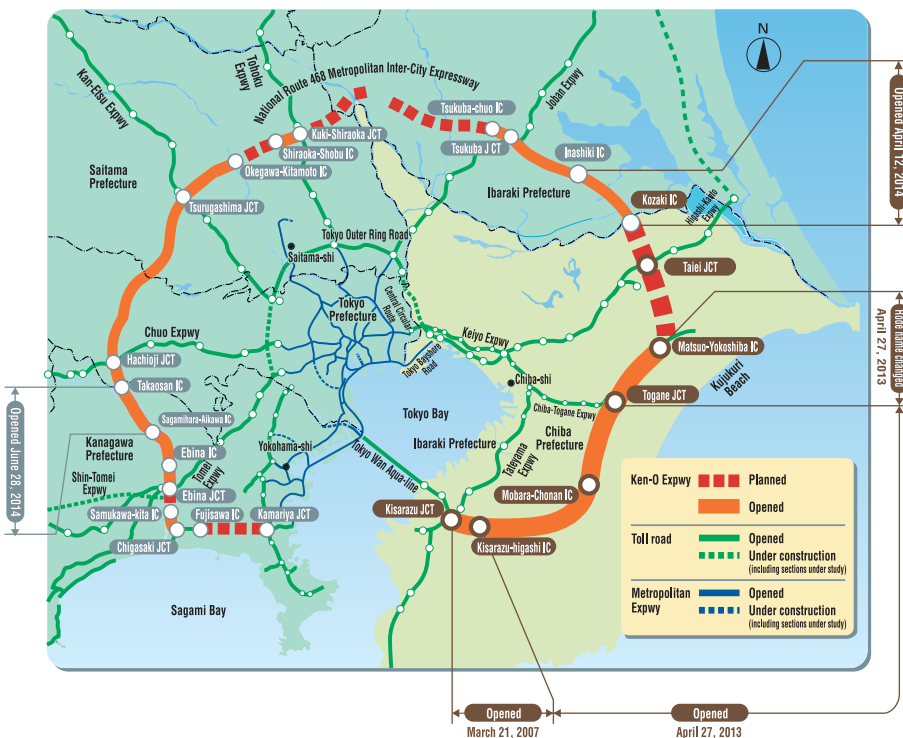 N
Kan-Etsu Expwy
Tohoku
Expwy
National Route 468 Metropolitan Inter-City Expressway
Johan Expwy
Tsukuba-chuo IC
Kuki-Shiraoka JCT
Tsukuba J CT
Shiraoka-Shobu IC
Okegawa-Kitamoto IC
Inashiki IC
Saitama
Prefecture
Ibaraki Prefecture
Kozaki IC
Higashi-Kanto
Expwy
Tsurugashima JCT
Tokyo Outer Ring Road
Saitama-shi
Taiei JCT
Tokyo
Prefecture
Central Circular
Route
Chuo Expwy
Keiyo Expwy
Matsuo-Yokoshiba IC
Hachioji JCT
Tokyo Bayshore
Road
Kujukuri
Beach
Takaosan IC
Chiba-shi
Togane JCT
Chiba-Togane Expwy
Sagamihara-Aikawa IC
Tokyo Bay
Chiba
Prefecture
Kanagawa
Prefecture
Ibaraki Prefecture
Yokohama-shi
Ebina IC
Tomei
Expwy
Tokyo Wan Aqua-line
Tateyama
Expwy
Shin-Tomei
Expwy
Ebina JCT
Mobara-Chonan IC
Samukawa-kita IC
Fujisawa IC
Kamariya JCT
Kisarazu JCT
Chigasaki JCT
Kisarazu-higashi IC
Sagami Bay
Ken-O Expwy
Planned
Opened
Toll road
Opened
Under construction
(including sections under study)
Metropolitan
Expwy
Opened
Under construction
(including sections under study)
Opened April 12, 2014
April 27, 2013
Opened June 28, 2014
Opened
March 21, 2007
Opened
April 27, 2013